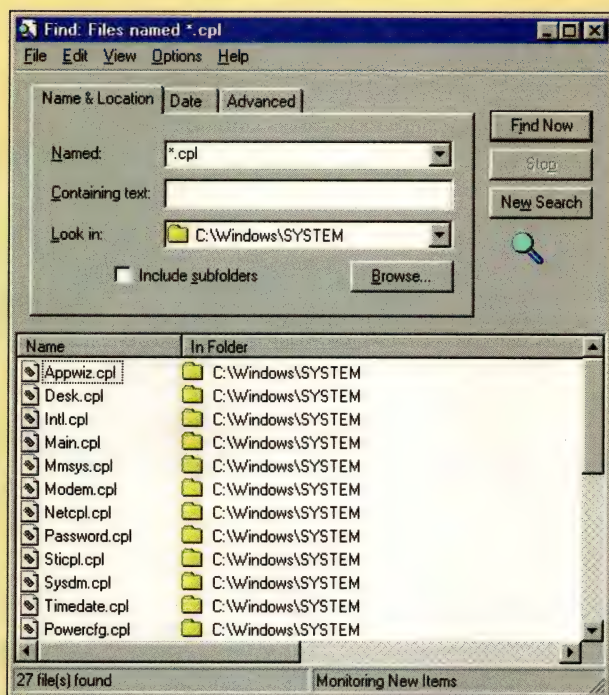 Find: Files named *.cpl
File Edit View Options Help
Name & Location Date Advanced
Named: *.cpl
Containing text:
Look in: C:\Windows\SYSTEM
Include subfolders
Browse...
Find Now
Stop
New Search
Name In Folder
Appwiz.cpl C:\Windows\SYSTEM
Desk.cpl C:\Windows\SYSTEM
Intl.cpl C:\Windows\SYSTEM
Main.cpl C:\Windows\SYSTEM
Mmsys.cpl C:\Windows\SYSTEM
Modem.cpl C:\Windows\SYSTEM
Netcpl.cpl C:\Windows\SYSTEM
Password.cpl C:\Windows\SYSTEM
Sticpl.cpl C:\Windows\SYSTEM
Sysdm.cpl C:\Windows\SYSTEM
Timedate.cpl C:\Windows\SYSTEM
Powercfg.cpl C:\Windows\SYSTEM
27 file(s) found Monitoring New Items